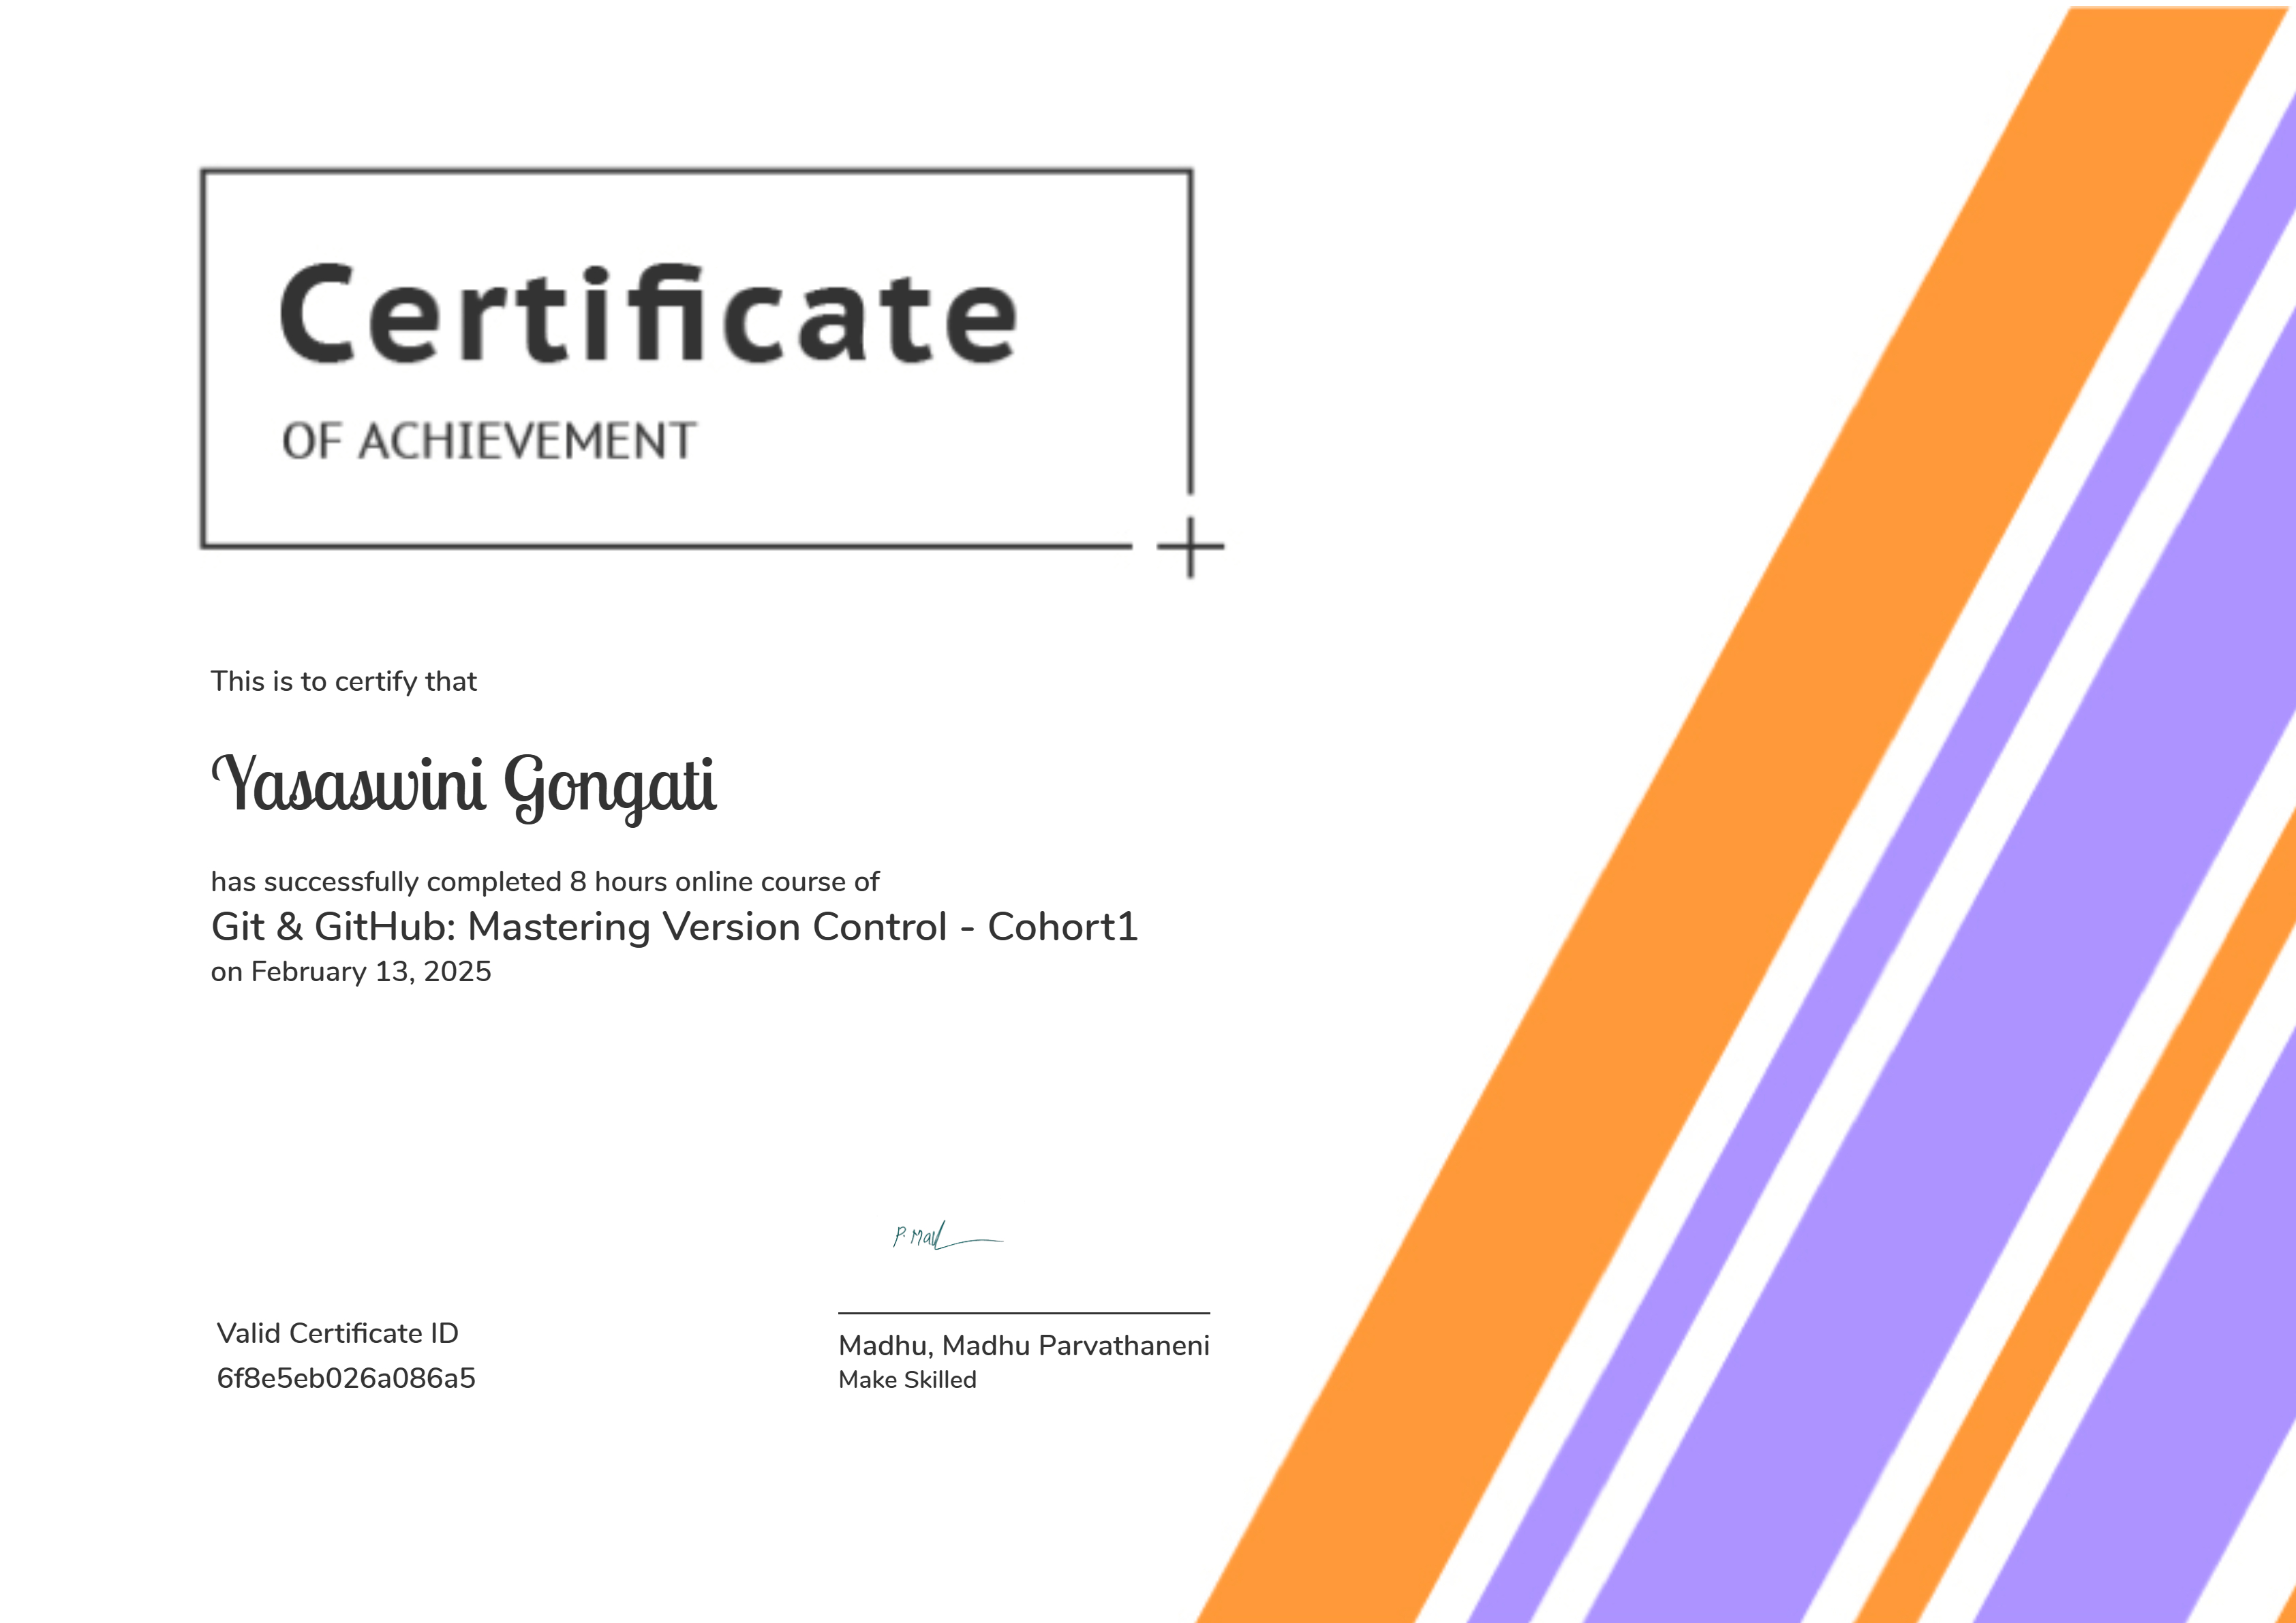 Certificate
OF ACHIEVEMENT
This is to certify that
Yasaswini Gongati
has successfully completed 8 hours online course of
Git & GitHub: Mastering Version Control - Cohort1
on February 13, 2025
P. Mad
Valid Certificate ID
6f8e5eb026a086a5
Madhu, Madhu Parvathaneni
Make Skilled